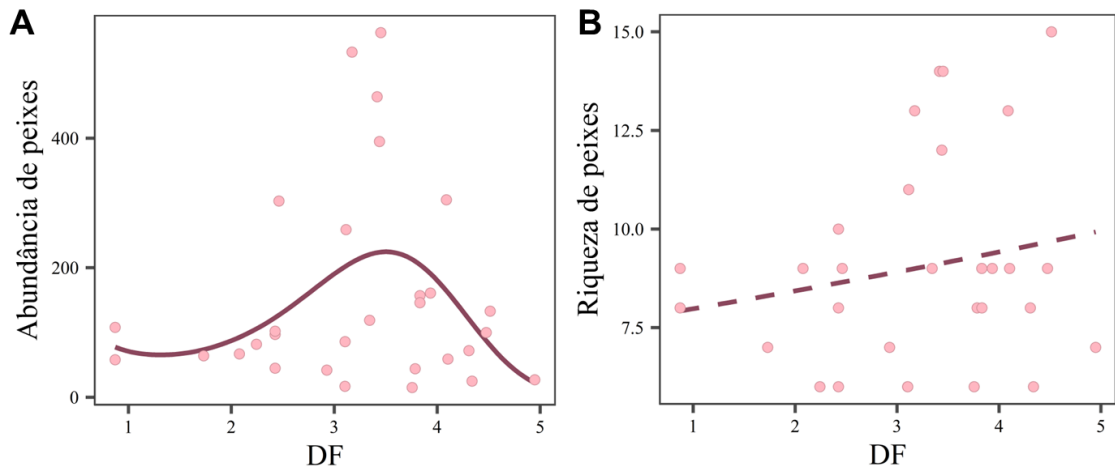 A
Abundância de peixes
400
200
0
1 2 3 4 5
DF
B
Riqueza de peixes
15.0
12.5
10.0
7.5
1 2 3 4 5
DF